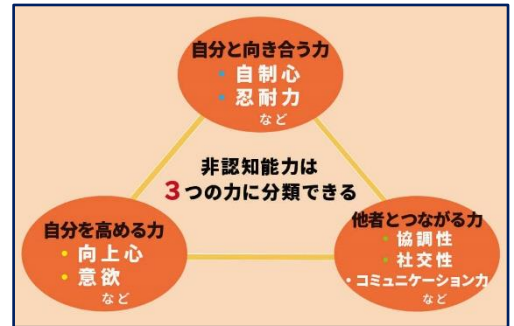 自分と向き合う力
・自制心
・忍耐力
など
非認知能力は
3つの力に分類できる
自分を高める力
・向上心
・意欲
など
他者とつながる力
・協調性
・社交性
・コミュニケーション力
など